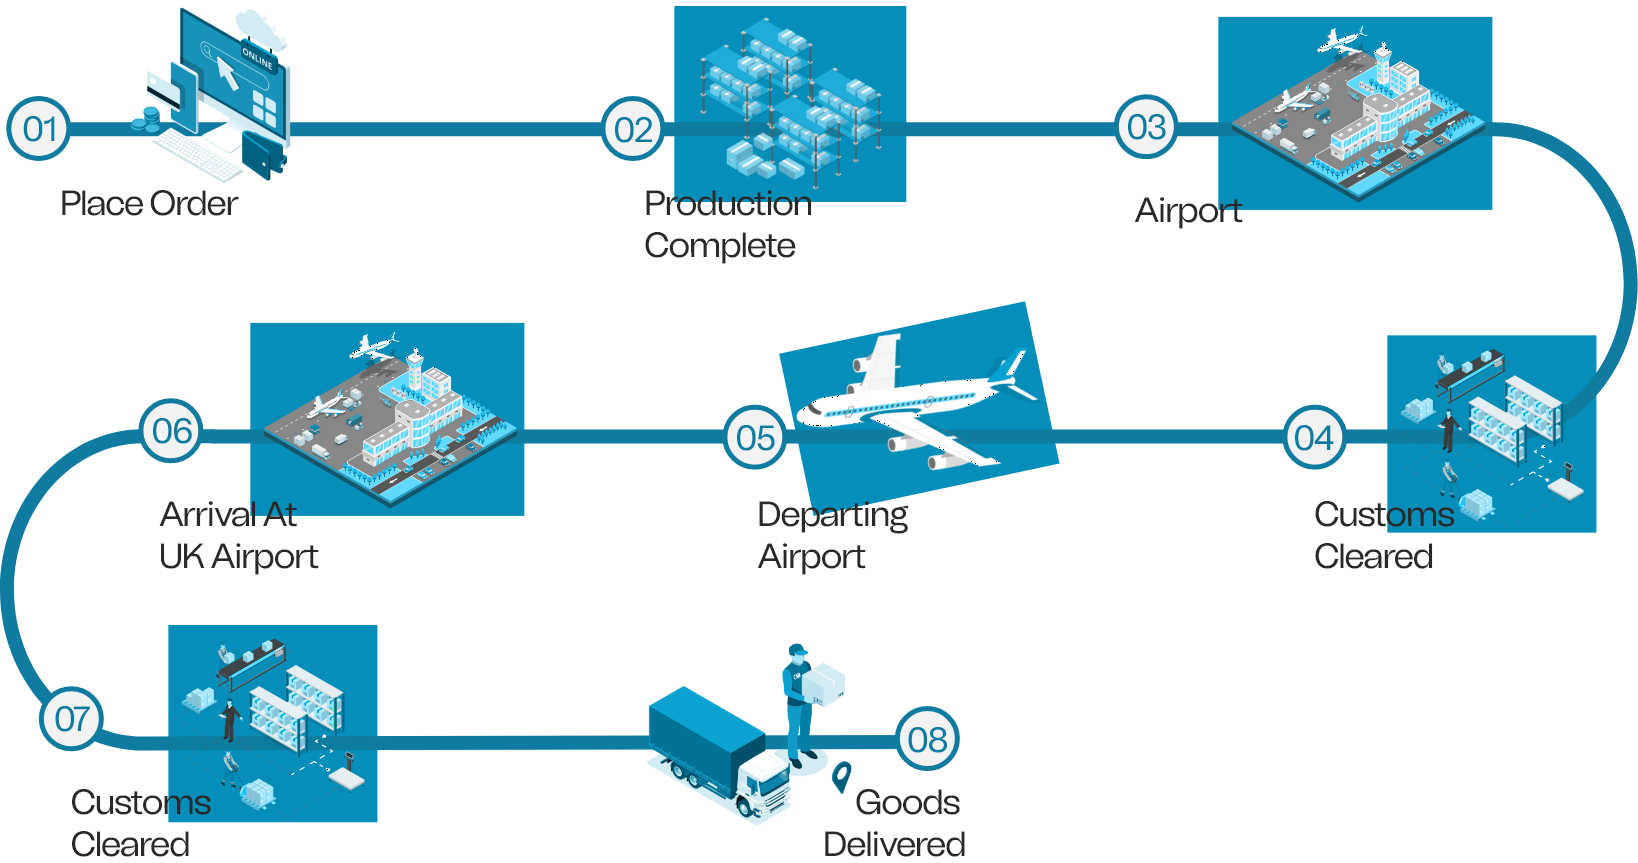 01
ONLINE
Place Order
02
Production
Complete
03
Airport
04
Customs
Cleared
05
Departing
Airport
06
Arrival At
UK Airport
07
Customs
Cleared
08
Goods
Delivered